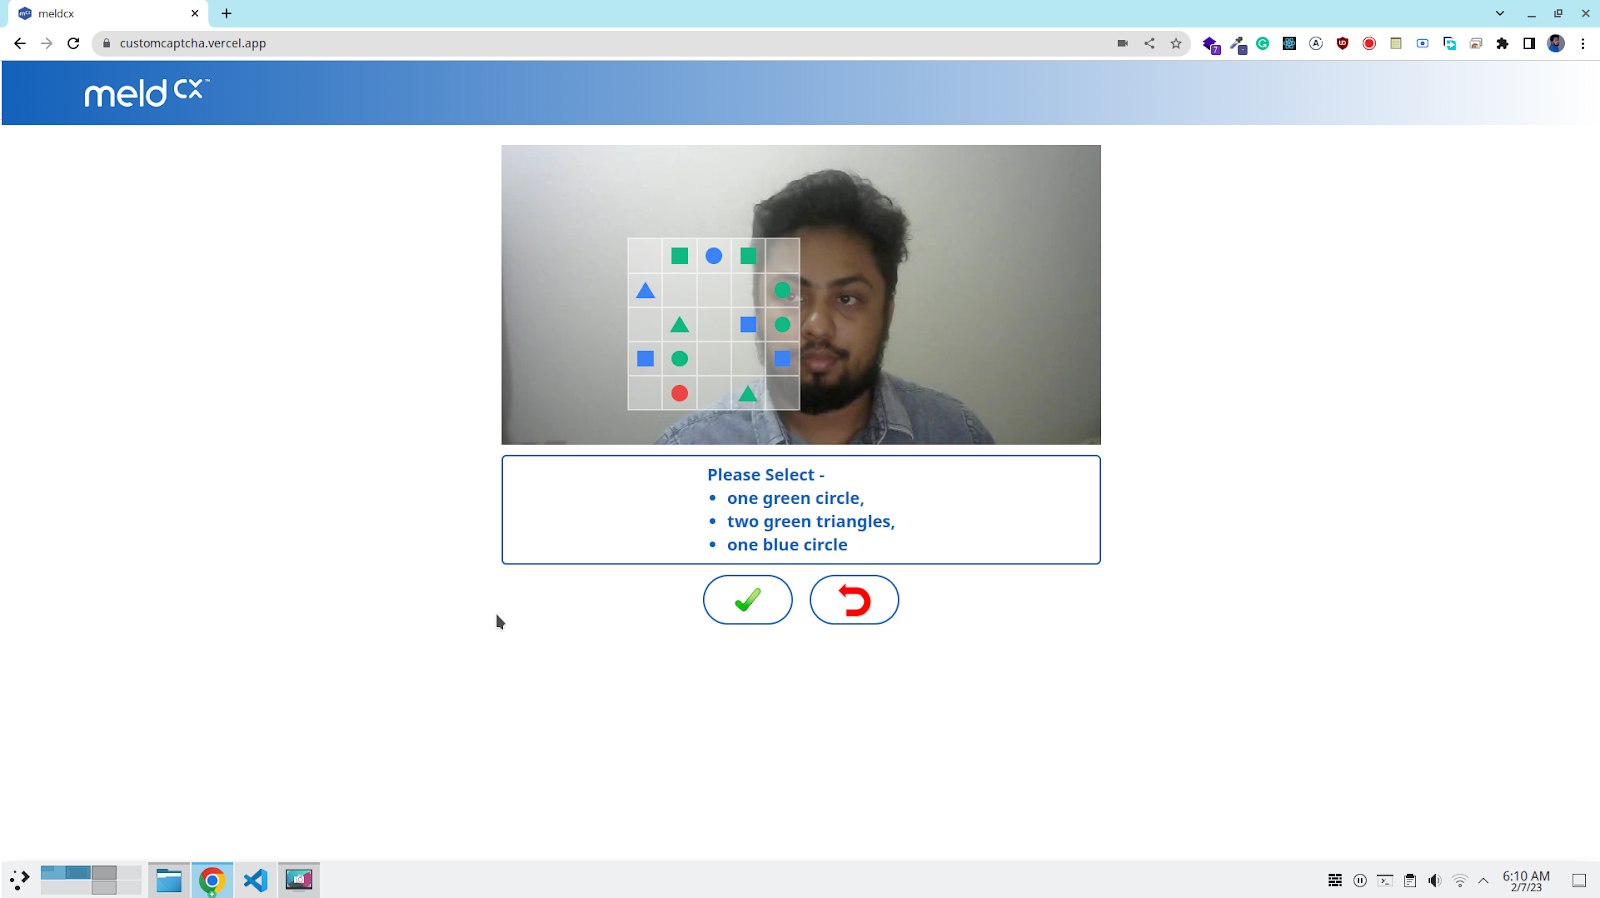 meldcx
customcaptcha.vercel.app
7
meld CX™
Please Select -
• one green circle,
• two green triangles,
• one blue circle
6:10 AM
2/7/23